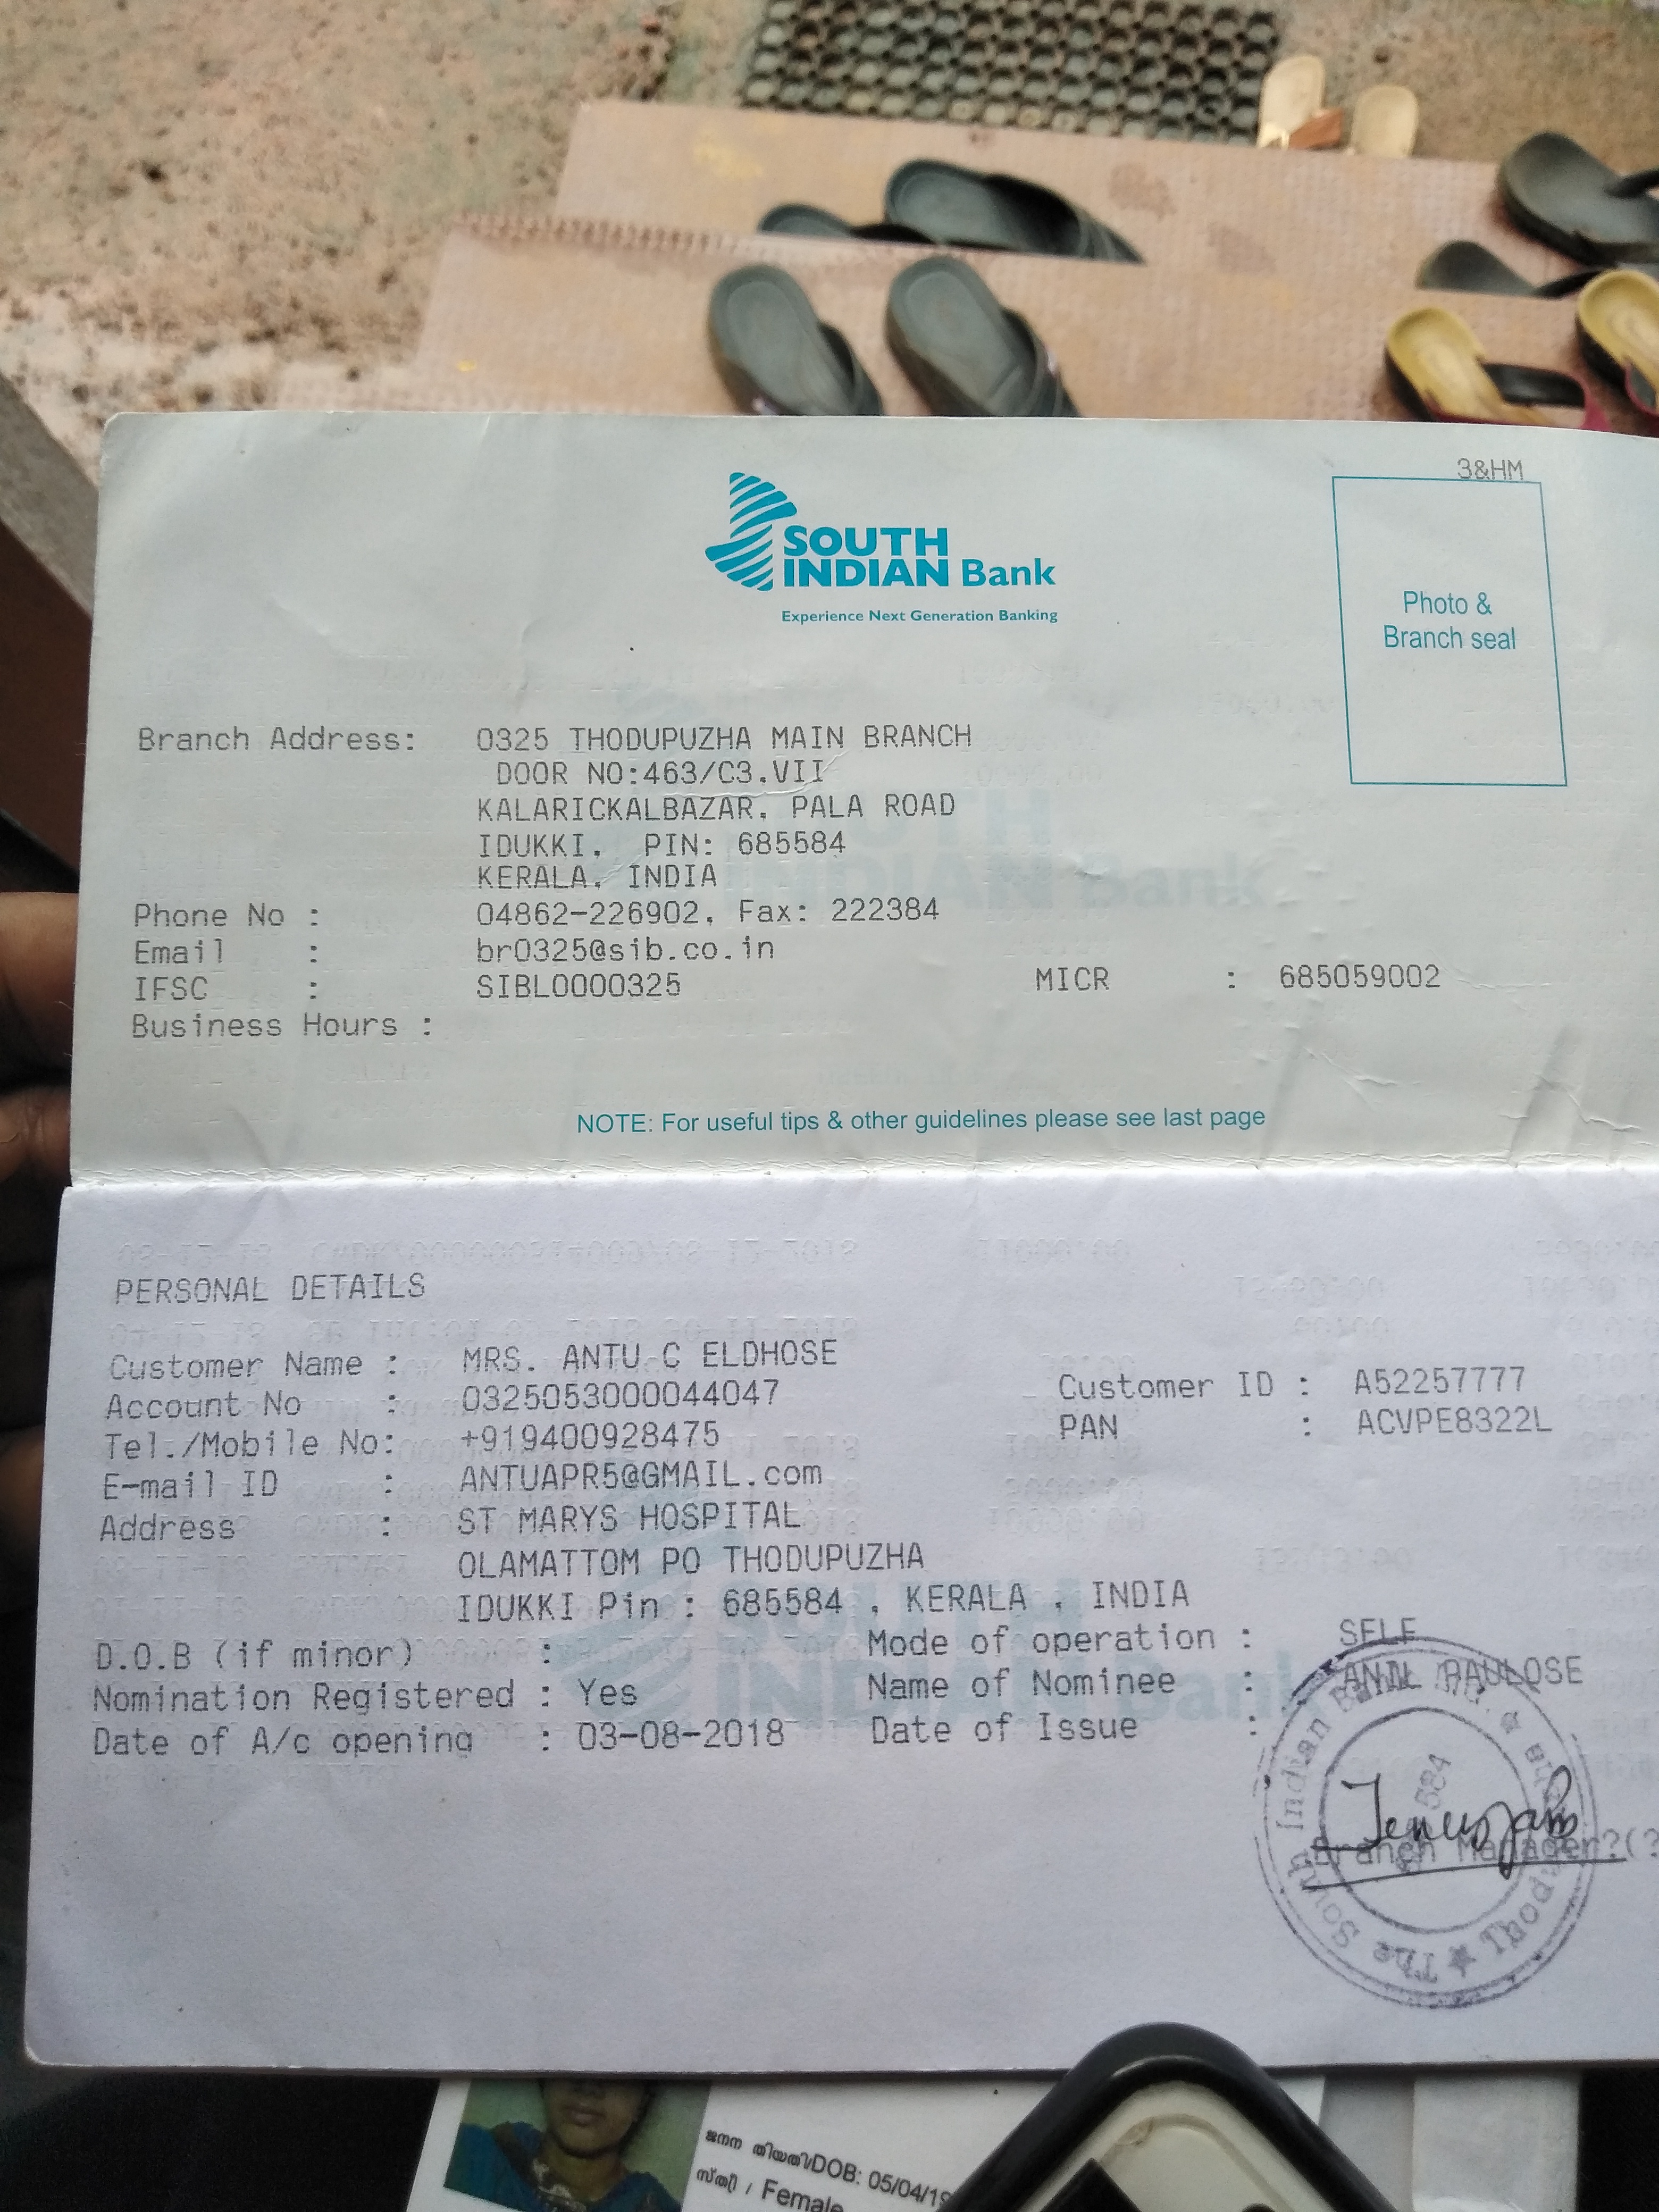 3&HM
SOUTH
INDIAN Bank
Experience Next Generation Banking
Photo &
Branch seal
Branch Address: 0325 THODUPUZHA MAIN BRANCH
DOOR NO:463/C3.VII
KALARICKALBAZAR, PALA ROAD
IDUKKI, PIN: 685584
KERALA, INDIA
Phone No : 04862-226902, Fax: 222384
Email : br0325@sib.co.in
IFSC : SIBL0000325 MICR : 685059002
Business Hours :
NOTE: For useful tips & other guidelines please see last page
PERSONAL DETAILS
Customer Name : MRS. ANTU C ELDHOSE
Account No : 0325053000044047 Customer ID : A52257777
Tel./Mobile No: +919400928475 PAN : ACVPE8322L
E-mail ID : ANTUAPR5@GMAIL.com
Address : ST MARYS HOSPITAL
OLAMATTOM PO THODUPUZHA
IDUKKI Pin : 685584 , KERALA , INDIA
D.O.B (if minor) : Mode of operation : SELF
Nomination Registered : Yes Name of Nominee : ANN PAULOSE
Date of A/c opening : 03-08-2018 Date of Issue :
The South Indian Bank
Branch Manager?(?
ജനന തിയതി/DOB: 05/04/19
സ്ത്രീ / Female